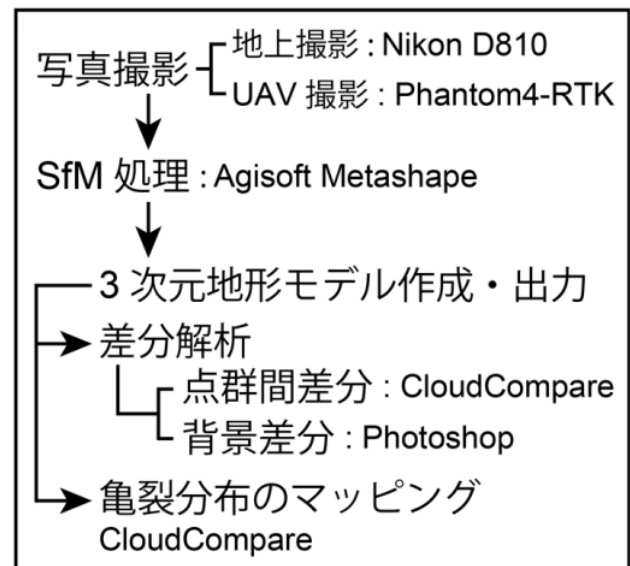 写真撮影
地上撮影 : Nikon D810
UAV 撮影 : Phantom4-RTK
SfM 処理 : Agisoft Metashape
3 次元地形モデル作成・出力
差分解析
点群間差分 : CloudCompare
背景差分 : Photoshop
亀裂分布のマッピング
CloudCompare